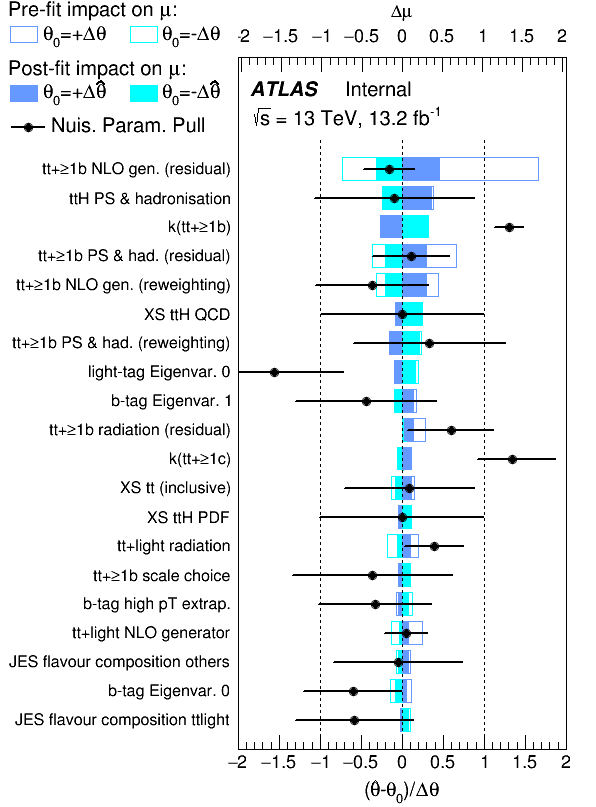 Pre-fit impact on μ:
θ₀=+Δθ θ₀=-Δθ
Post-fit impact on μ:
θ₀=+Δθ̂ θ₀=-Δθ̂
Nuis. Param. Pull
Δμ
−2 −1.5 −1 −0.5 0 0.5 1 1.5 2
ATLAS Internal
√s = 13 TeV, 13.2 fb⁻¹
tt+≥1b NLO gen. (residual)
ttH PS & hadronisation
k(tt+≥1b)
tt+≥1b PS & had. (residual)
tt+≥1b NLO gen. (reweighting)
XS ttH QCD
tt+≥1b PS & had. (reweighting)
light-tag Eigenvar. 0
b-tag Eigenvar. 1
tt+≥1b radiation (residual)
k(tt+≥1c)
XS tt (inclusive)
XS ttH PDF
tt+light radiation
tt+≥1b scale choice
b-tag high pT extrap.
tt+light NLO generator
JES flavour composition others
b-tag Eigenvar. 0
JES flavour composition ttlight
−2 −1.5 −1 −0.5 0 0.5 1 1.5 2
(θ̂-θ₀)/Δθ